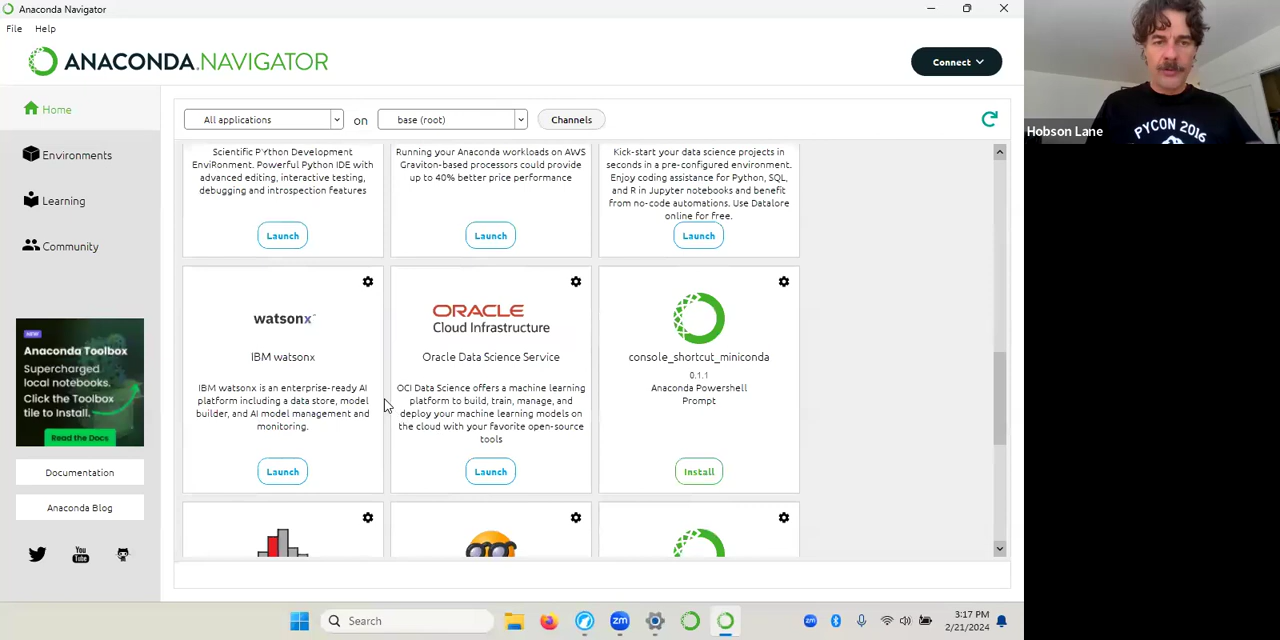 Anaconda Navigator
File Help
ANACONDA.NAVIGATOR
Connect
Home
Environments
Learning
Community
NEW
Anaconda Toolbox
Supercharged
local notebooks.
Click the Toolbox
tile to Install.
Read the Docs
Documentation
Anaconda Blog
You
Tube
All applications
on
base (root)
Channels
Scientific PYthon Development
EnviRonment. Powerful Python IDE with
advanced editing, interactive testing,
debugging and introspection features
Launch
Running your Anaconda workloads on AWS
Graviton-based processors could provide
up to 40% better price performance
Launch
Kick-start your data science projects in
seconds in a pre-configured environment.
Enjoy coding assistance for Python, SQL,
and R in Jupyter notebooks and benefit
from no-code automations. Use Datalore
online for free.
Launch
watsonx
IBM watsonx
IBM watsonx is an enterprise-ready AI
platform including a data store, model
builder, and AI model management and
monitoring.
Launch
ORACLE
Cloud Infrastructure
Oracle Data Science Service
OCI Data Science offers a machine learning
platform to build, train, manage, and
deploy your machine learning models on
the cloud with your favorite open-source
tools
Launch
console_shortcut_miniconda
0.1.1
Anaconda Powershell
Prompt
Install
Search
zm
zm
3:17 PM
2/21/2024
Hobson Lane
PYCON 2016